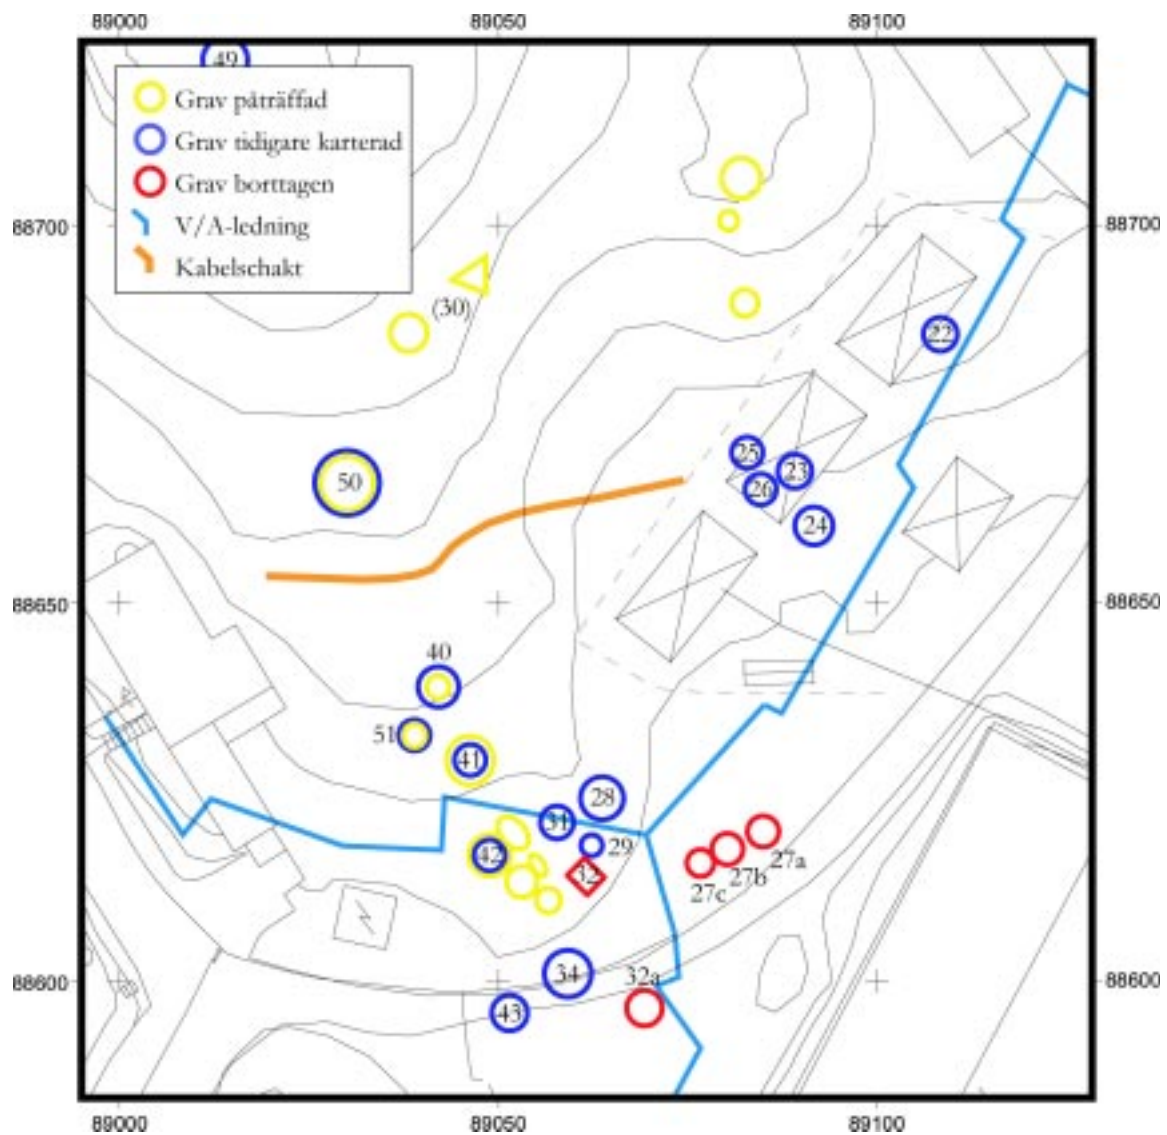 89000 89050 89100
49
Grav påträffad
Grav tidigare karterad
Grav borttagen
V/A-ledning
Kabelschakt
88700 88700
(30)
22
25
23
50
26
24
88650 88650
40
51
41
28
31
29
42
32
27a
27b
27c
34
32a
88600 88600
43
89000 89050 89100